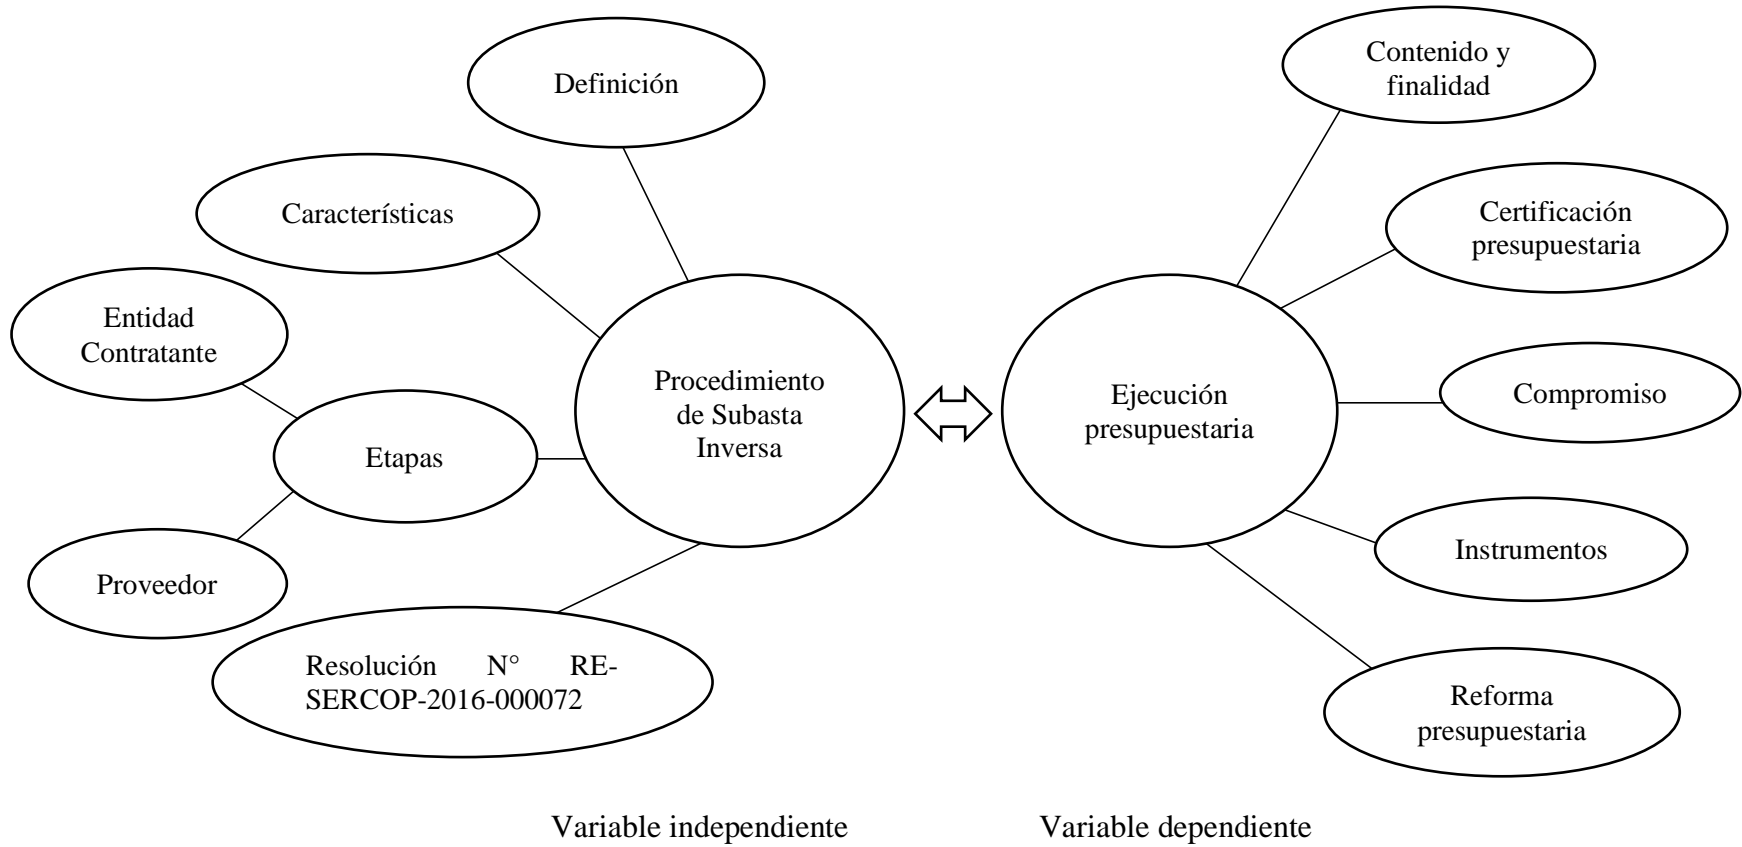 Definición
Características
Entidad
Contratante
Etapas
Proveedor
Resolución N° RE-
SERCOP-2016-000072
Procedimiento
de Subasta
Inversa
Contenido y
finalidad
Certificación
presupuestaria
Ejecución
presupuestaria
Compromiso
Instrumentos
Reforma
presupuestaria
Variable independiente
Variable dependiente